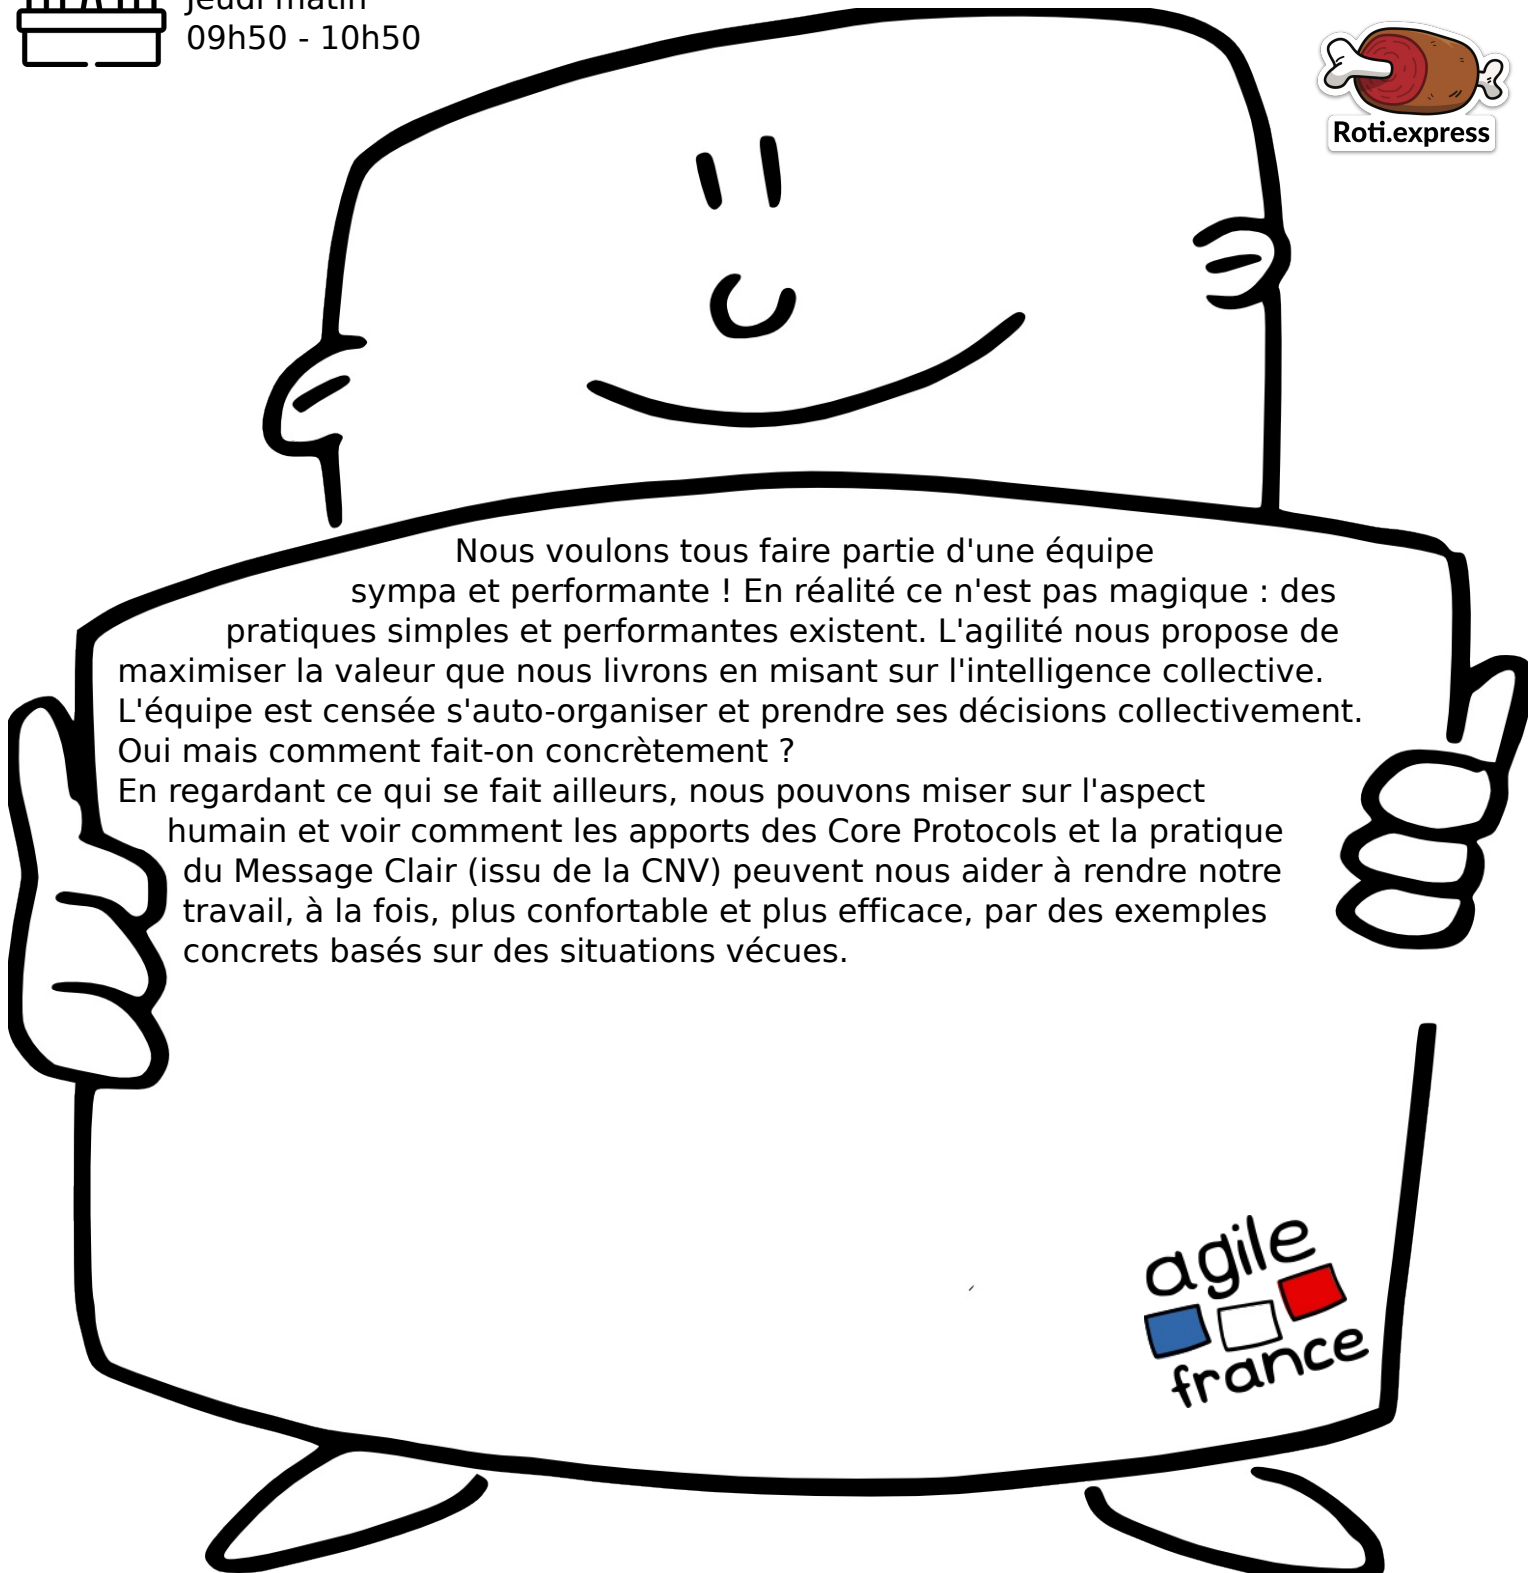 jeudi matin
09h50 - 10h50
Roti.express
Nous voulons tous faire partie d'une équipe
sympa et performante ! En réalité ce n'est pas magique : des
pratiques simples et performantes existent. L'agilité nous propose de
maximiser la valeur que nous livrons en misant sur l'intelligence collective.
L'équipe est censée s'auto-organiser et prendre ses décisions collectivement.
Oui mais comment fait-on concrètement ?
En regardant ce qui se fait ailleurs, nous pouvons miser sur l'aspect
humain et voir comment les apports des Core Protocols et la pratique
du Message Clair (issu de la CNV) peuvent nous aider à rendre notre
travail, à la fois, plus confortable et plus efficace, par des exemples
concrets basés sur des situations vécues.
agile
france